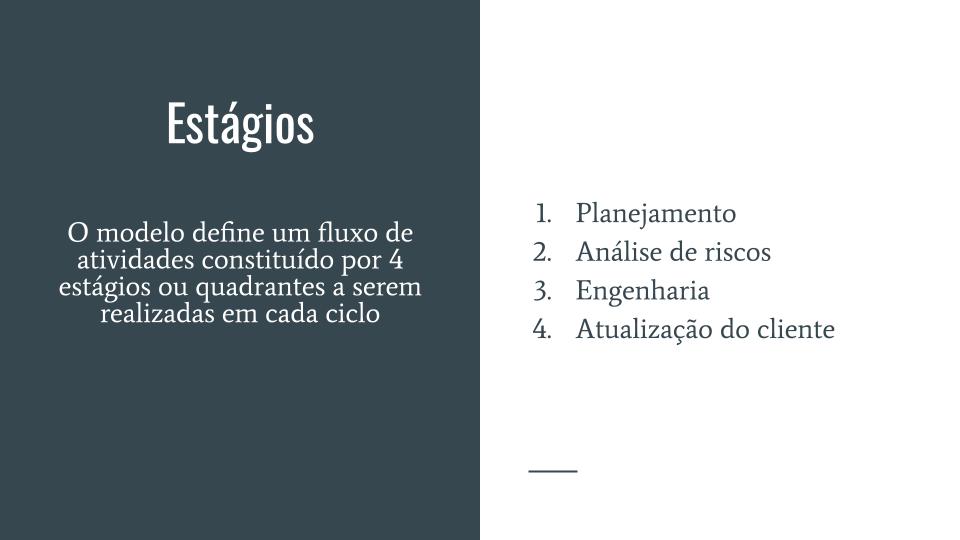 Estágios
O modelo define um fluxo de
atividades constituído por 4
estágios ou quadrantes a serem
realizadas em cada ciclo
1. Planejamento
2. Análise de riscos
3. Engenharia
4. Atualização do cliente